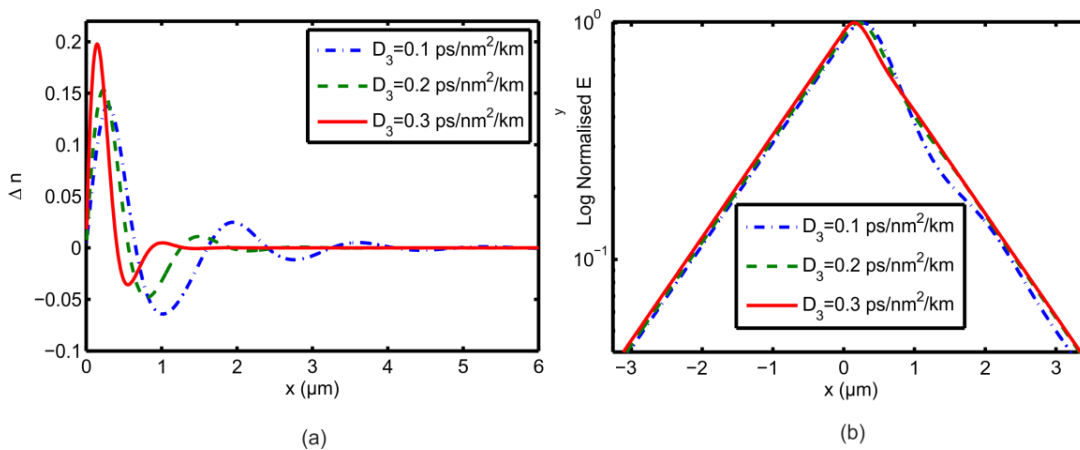 0.2
0.15
0.1
0.05
0
−0.05
−0.1
Δ n
D₃=0.1 ps/nm²/km
D₃=0.2 ps/nm²/km
D₃=0.3 ps/nm²/km
0 1 2 3 4 5 6
x (μm)
(a)
10⁰
10⁻¹
Log Normalised E y
D₃=0.1 ps/nm²/km
D₃=0.2 ps/nm²/km
D₃=0.3 ps/nm²/km
−3 −2 −1 0 1 2 3
x (μm)
(b)